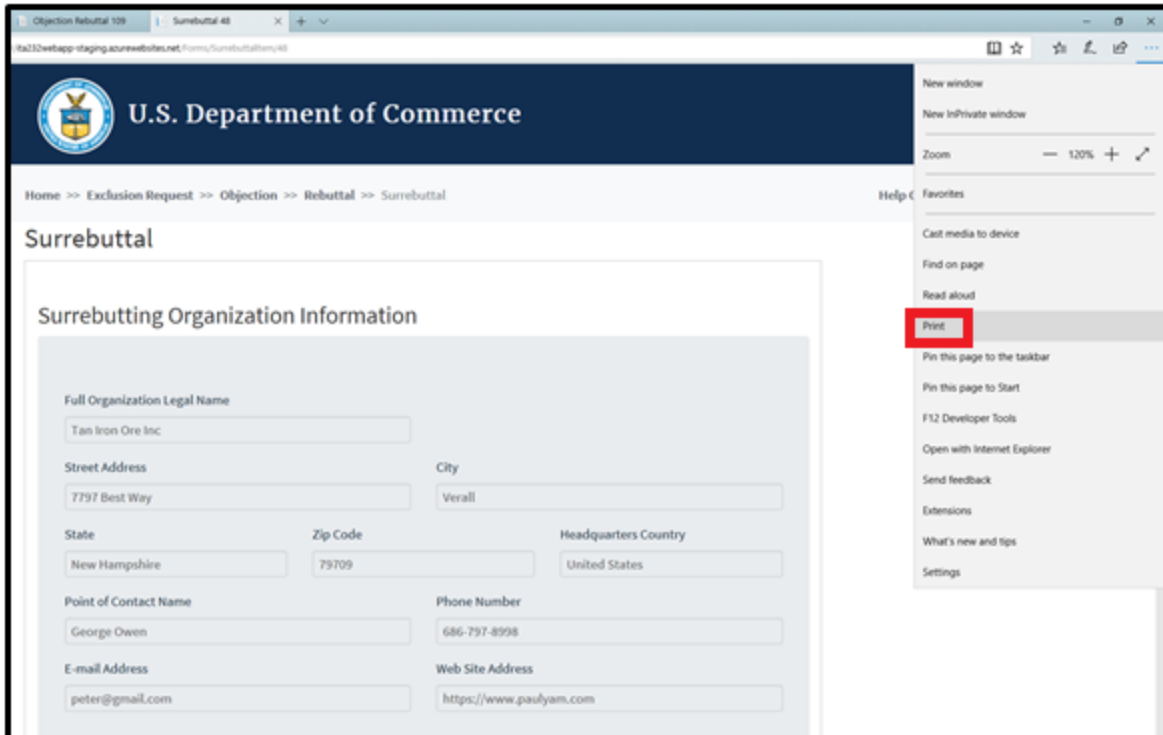 Objection Rebuttal 109 Surrebuttal 48
ita232webapp-staging.azurewebsites.net/Forms/SurrebuttalItem/48
U.S. Department of Commerce
Home >> Exclusion Request >> Objection >> Rebuttal >> Surrebuttal Help
Surrebuttal
Surrebutting Organization Information
Full Organization Legal Name
Tan Iron Ore Inc
Street Address City
7797 Best Way Verall
State Zip Code Headquarters Country
New Hampshire 79709 United States
Point of Contact Name Phone Number
George Owen 686-797-8998
E-mail Address Web Site Address
peter@gmail.com https://www.paulyam.com
New window
New InPrivate window
Zoom 120%
Favorites
Cast media to device
Find on page
Read aloud
Print
Pin this page to the taskbar
Pin this page to Start
F12 Developer Tools
Open with Internet Explorer
Send feedback
Extensions
What's new and tips
Settings